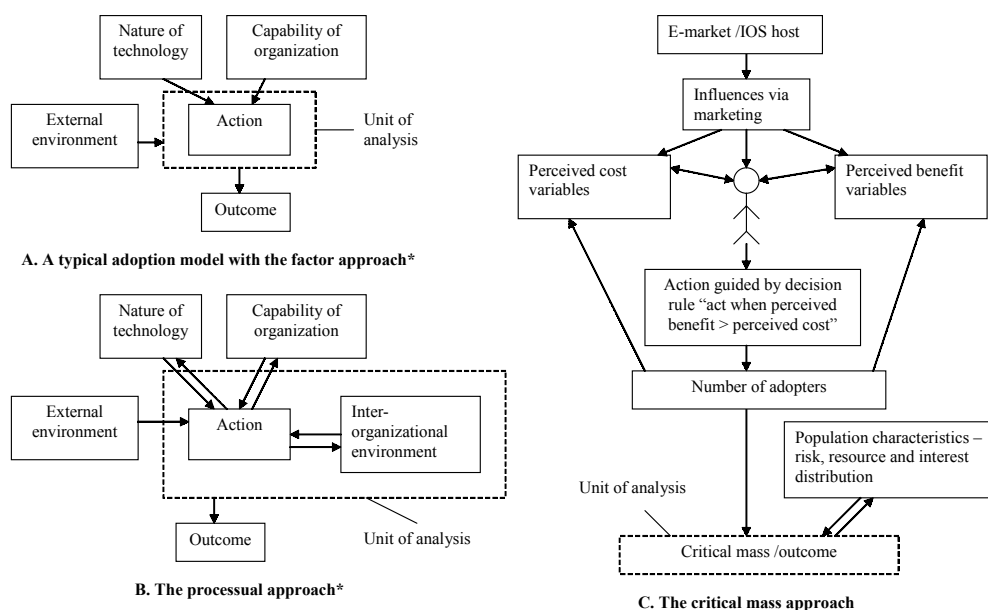 Nature of
technology
Capability of
organization
External
environment
Action
Unit of
analysis
Outcome
A. A typical adoption model with the factor approach*
Nature of
technology
Capability of
organization
External
environment
Action
Inter-
organizational
environment
Unit of analysis
Outcome
B. The processual approach*
E-market /IOS host
Influences via
marketing
Perceived cost
variables
Perceived benefit
variables
Action guided by decision
rule “act when perceived
benefit > perceived cost”
Number of adopters
Population characteristics –
risk, resource and interest
distribution
Unit of analysis
Critical mass /outcome
C. The critical mass approach